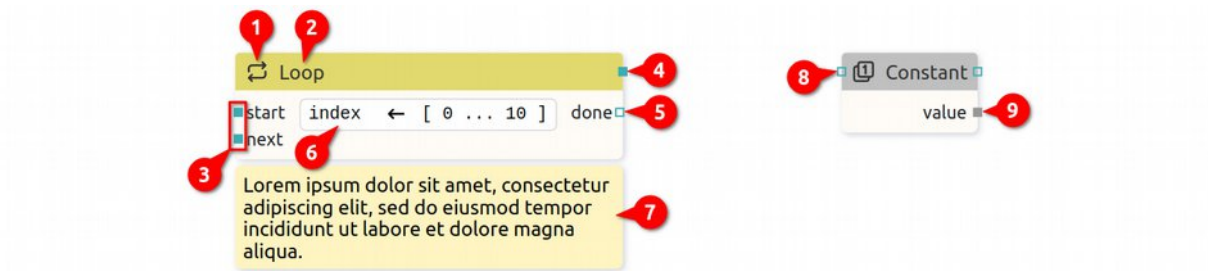 1 2
Loop 4
8 1 Constant
start index ← [ 0 ... 10 ] done 5
value 9
next 6
3
Lorem ipsum dolor sit amet, consectetur
adipiscing elit, sed do eiusmod tempor 7
incididunt ut labore et dolore magna
aliqua.